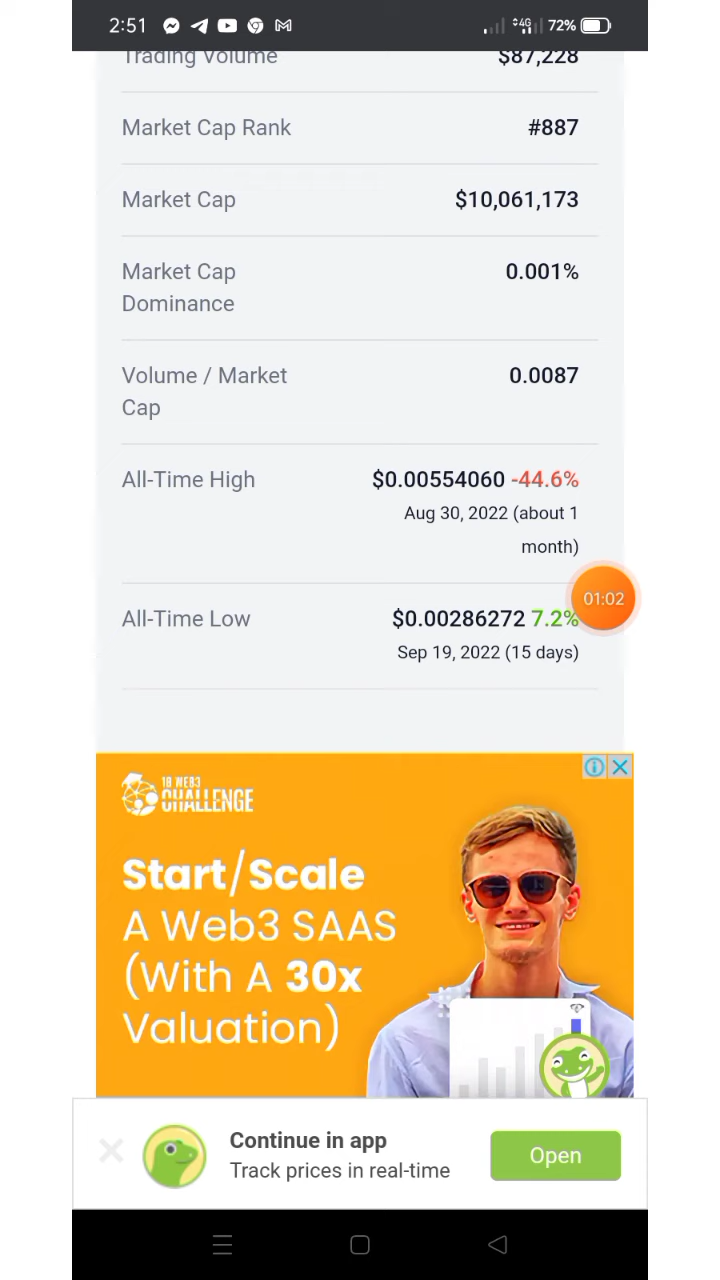 2:51 4G 72%
Trading Volume $87,228
Market Cap Rank #887
Market Cap $10,061,173
Market Cap 0.001%
Dominance
Volume / Market 0.0087
Cap
All-Time High $0.00554060 -44.6%
Aug 30, 2022 (about 1
month)
01:02
All-Time Low $0.00286272 7.2%
Sep 19, 2022 (15 days)
1B WEB3
CHALLENGE
Start/Scale
A Web3 SAAS
(With A 30x
Valuation)
Continue in app
Track prices in real-time
Open